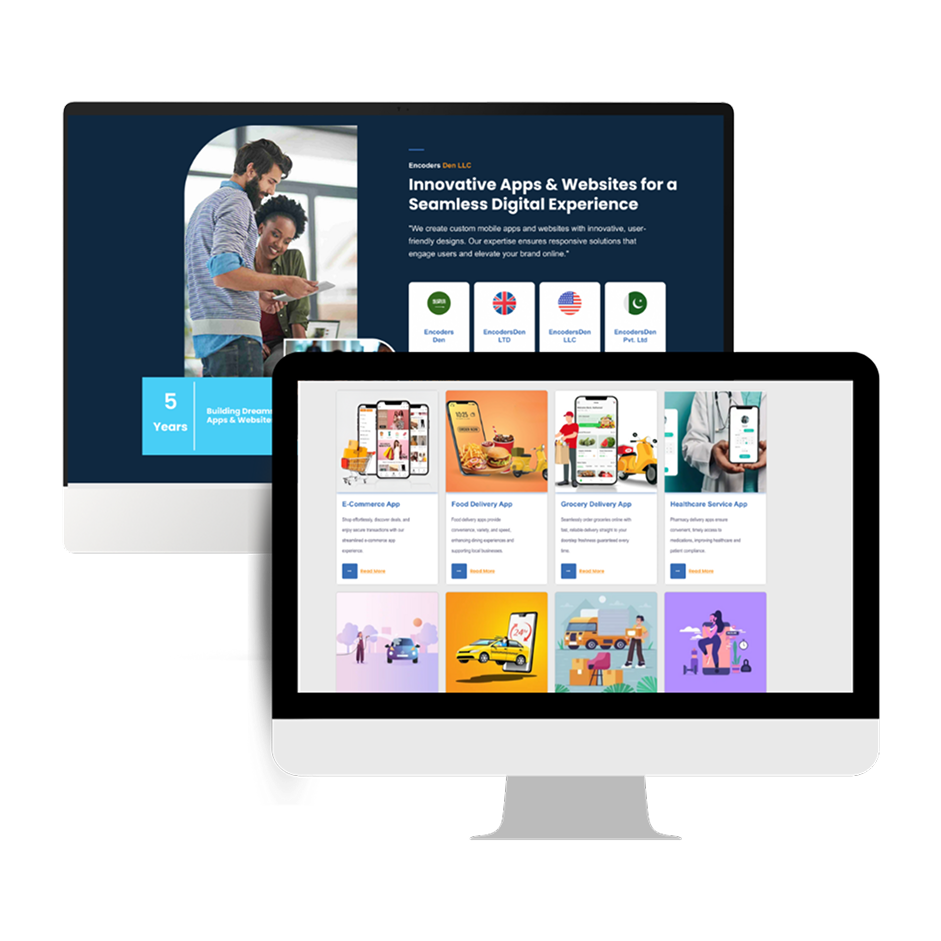 Encoders Den LLC
Innovative Apps & Websites for a
Seamless Digital Experience
"We create custom mobile apps and websites with innovative, user-
friendly designs. Our expertise ensures responsive solutions that
engage users and elevate your brand online."
Encoders
Den
EncodersDen
LTD
EncodersDen
LLC
EncodersDen
Pvt. Ltd
5
Years
Building Dreams
Apps & Website
E-Commerce App
Shop effortlessly, discover deals, and
enjoy secure transactions with our
streamlined e-commerce app
experience.
Read More
Food Delivery App
Food delivery apps provide
convenience, variety, and speed,
enhancing dining experiences and
supporting local businesses.
Read More
Grocery Delivery App
Seamlessly order groceries online with
fast, reliable delivery straight to your
doorstep freshness guaranteed every
time.
Read More
Healthcare Service App
Pharmacy delivery apps ensure
convenient, timely access to
medications, improving healthcare and
patient compliance.
Read More
10:25
ORDER NOW
24